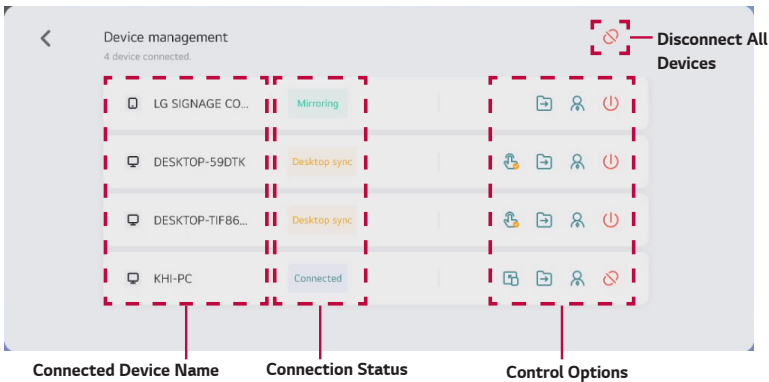 Device management
4 device connected.
Disconnect All
Devices
LG SIGNAGE CO...
Mirroring
DESKTOP-59DTK
Desktop sync
DESKTOP-TIF86...
Desktop sync
KHI-PC
Connected
Connected Device Name
Connection Status
Control Options